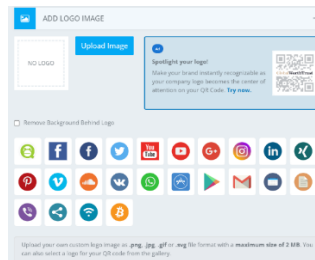 ADD LOGO IMAGE
NO LOGO
Upload Image
Spotlight your logo!
Make your brand instantly recognizable as
your company logo becomes the center of
attention on your QR Code. Try now.
Remove Background Behind Logo
You
Tube
G+
in
Upload your own custom logo image as .png, .jpg, .gif or .svg file format with a maximum size of 2 MB. You
can also select a logo for your QR code from the gallery.